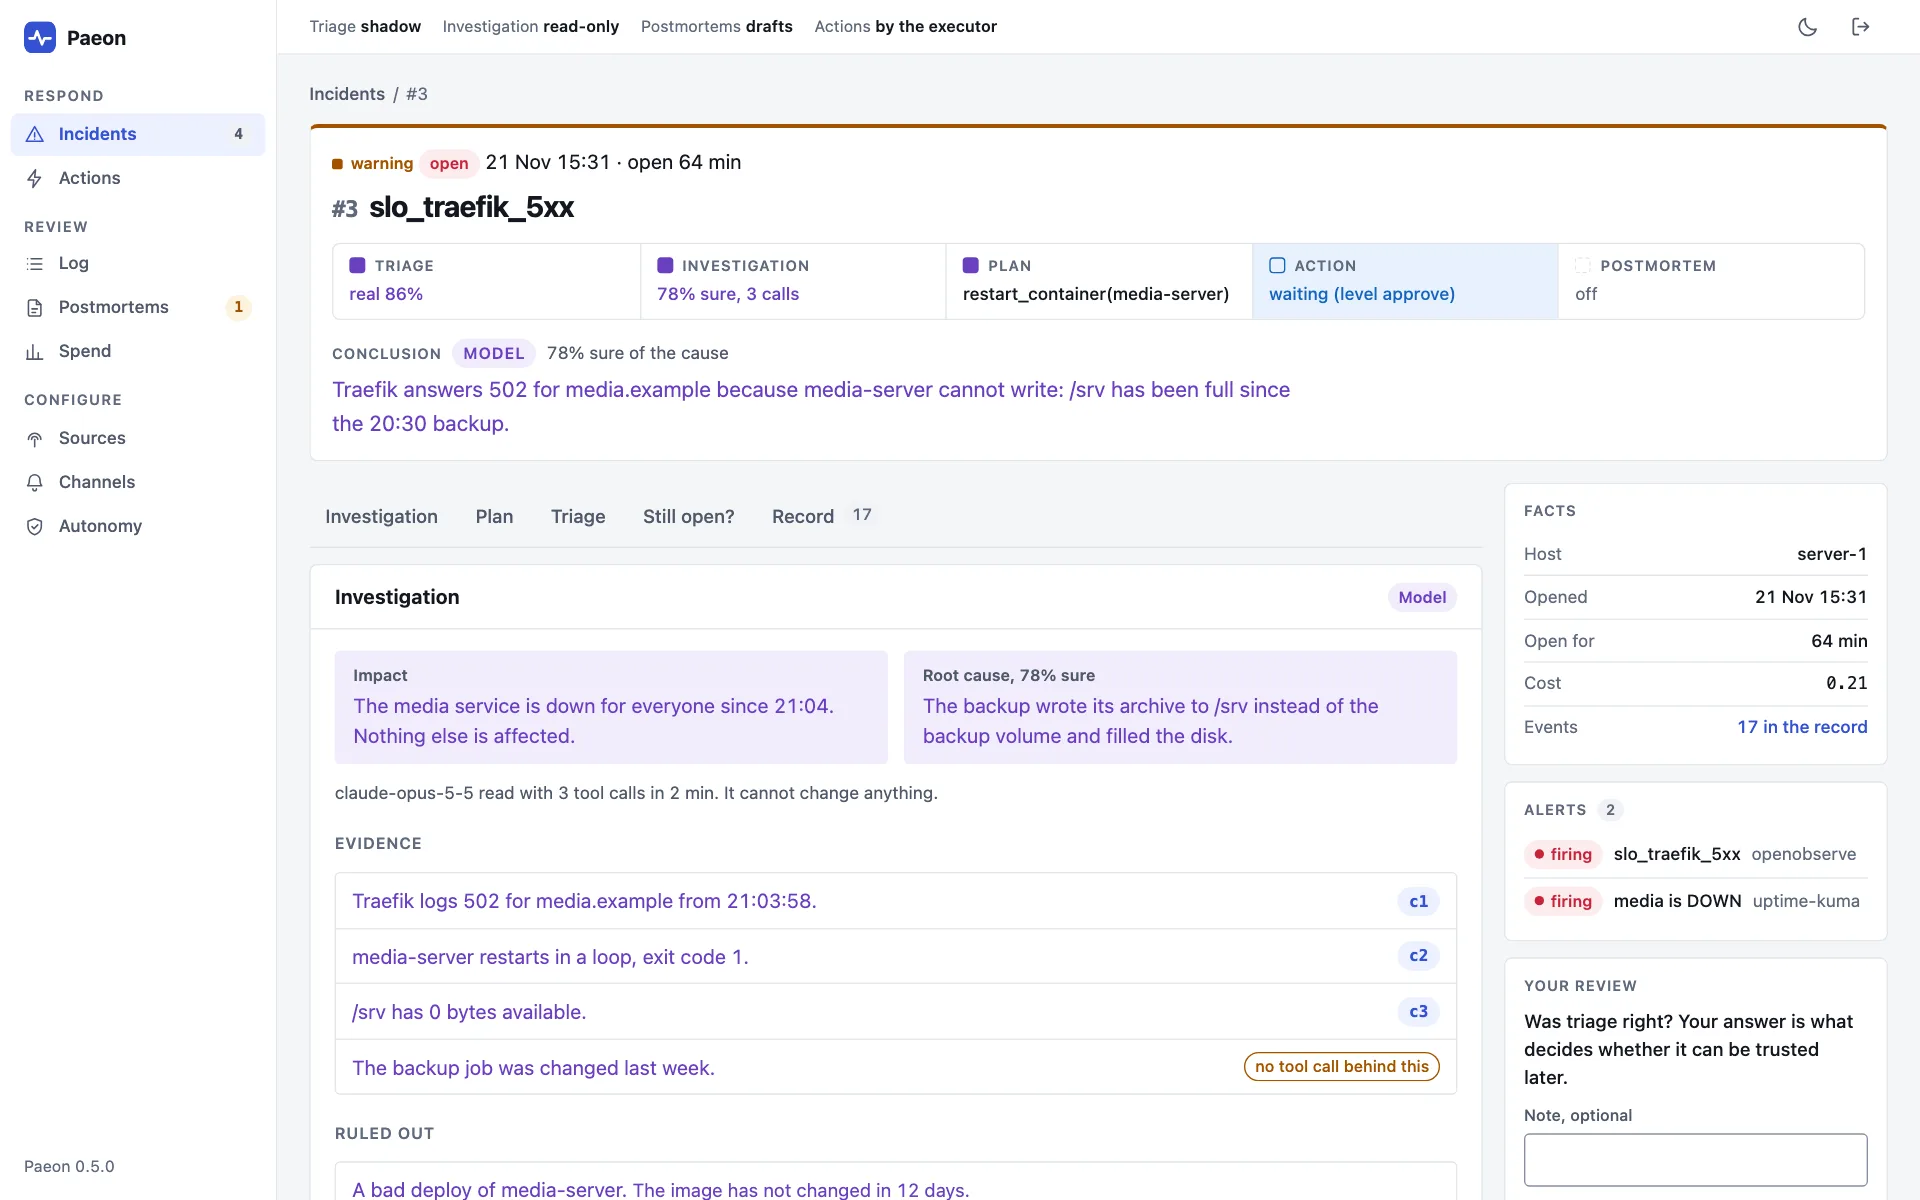 Paeon
RESPOND
Incidents 4
Actions
REVIEW
Log
Postmortems 1
Spend
CONFIGURE
Sources
Channels
Autonomy
Paeon 0.5.0
Triage shadow Investigation read-only Postmortems drafts Actions by the executor
Incidents / #3
warning open 21 Nov 15:31 · open 64 min
#3 slo_traefik_5xx
TRIAGE
real 86%
INVESTIGATION
78% sure, 3 calls
PLAN
restart_container(media-server)
ACTION
waiting (level approve)
POSTMORTEM
off
CONCLUSION MODEL 78% sure of the cause
Traefik answers 502 for media.example because media-server cannot write: /srv has been full since
the 20:30 backup.
Investigation Plan Triage Still open? Record 17
Investigation Model
Impact
The media service is down for everyone since 21:04.
Nothing else is affected.
Root cause, 78% sure
The backup wrote its archive to /srv instead of the
backup volume and filled the disk.
claude-opus-5-5 read with 3 tool calls in 2 min. It cannot change anything.
EVIDENCE
Traefik logs 502 for media.example from 21:03:58. c1
media-server restarts in a loop, exit code 1. c2
/srv has 0 bytes available. c3
The backup job was changed last week. no tool call behind this
RULED OUT
A bad deploy of media-server. The image has not changed in 12 days.
FACTS
Host server-1
Opened 21 Nov 15:31
Open for 64 min
Cost 0.21
Events 17 in the record
ALERTS 2
firing slo_traefik_5xx openobserve
firing media is DOWN uptime-kuma
YOUR REVIEW
Was triage right? Your answer is what
decides whether it can be trusted
later.
Note, optional